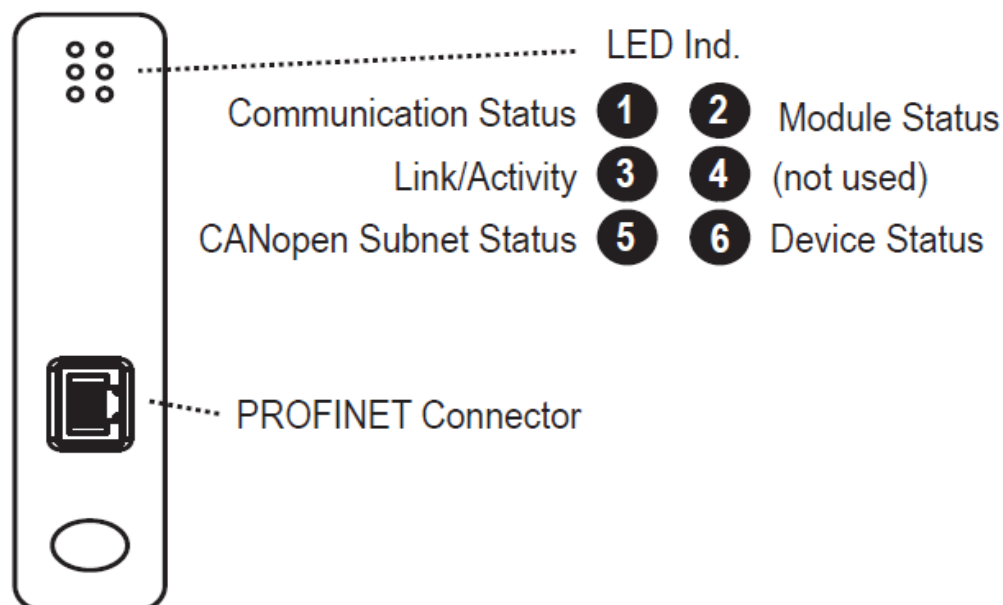 LED Ind.
Communication Status 1 2 Module Status
Link/Activity 3 4 (not used)
CANopen Subnet Status 5 6 Device Status
PROFINET Connector